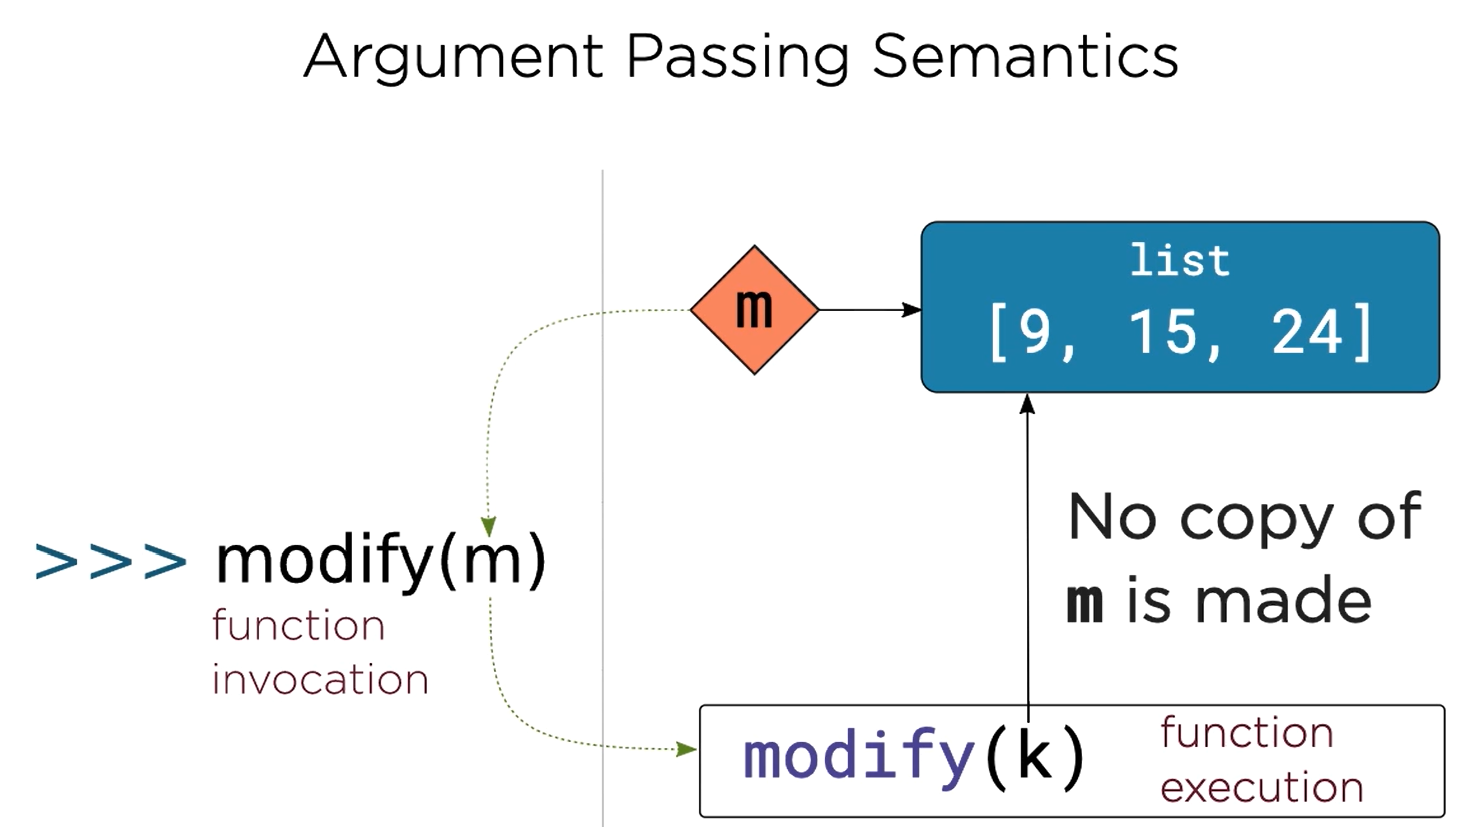 Argument Passing Semantics
m
list
[9, 15, 24]
>>> modify(m)
function
invocation
No copy of
m is made
modify(k)
function
execution